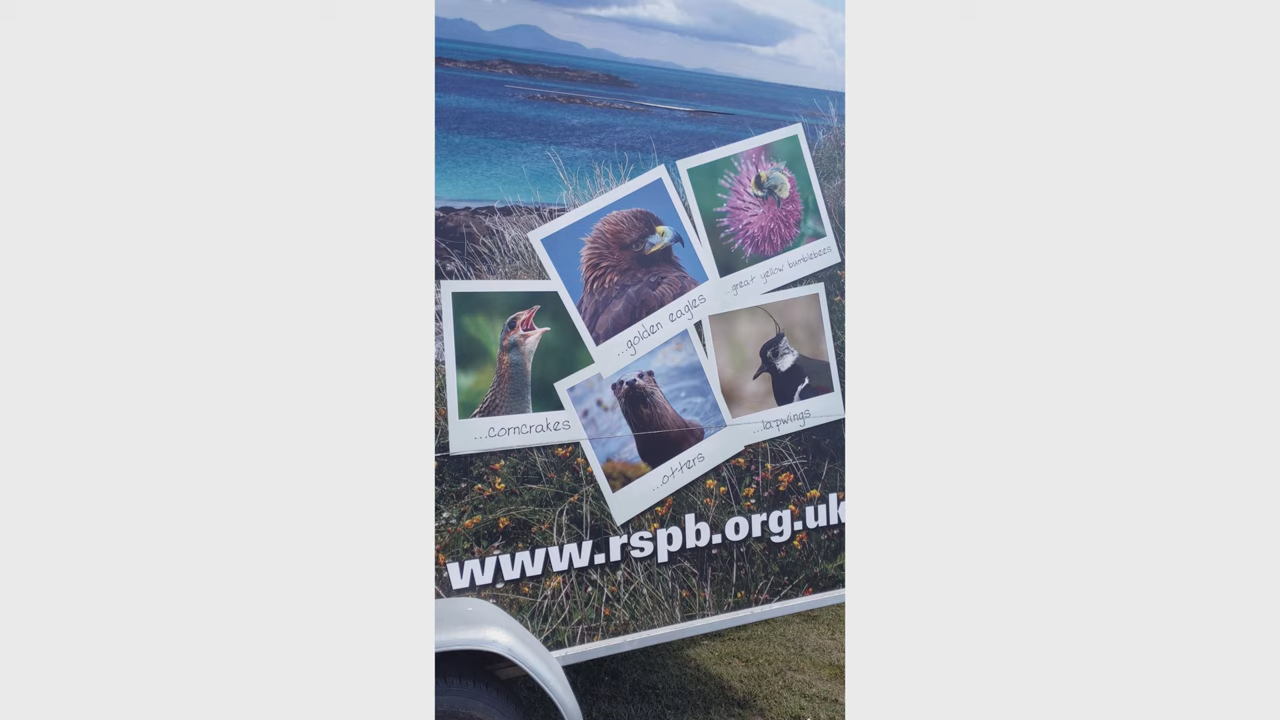 ...great yellow bumblebees
...golden eagles
...corncrakes
...lapwings
...otters
www.rspb.org.uk